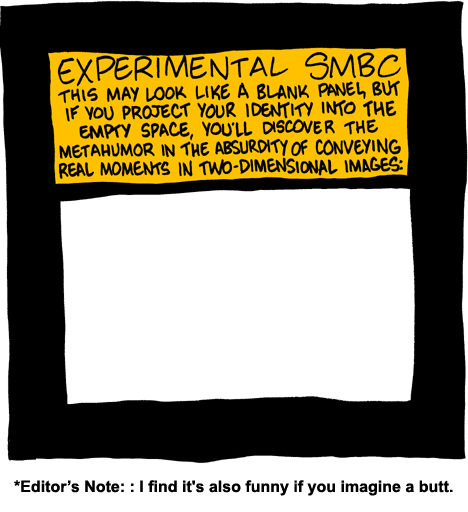 EXPERIMENTAL SMBC
THIS MAY LOOK LIKE A BLANK PANEL, BUT
IF YOU PROJECT YOUR IDENTITY INTO THE
EMPTY SPACE, YOU'LL DISCOVER THE
METAHUMOR IN THE ABSURDITY OF CONVEYING
REAL MOMENTS IN TWO-DIMENSIONAL IMAGES:
*Editor's Note: : I find it's also funny if you imagine a butt.